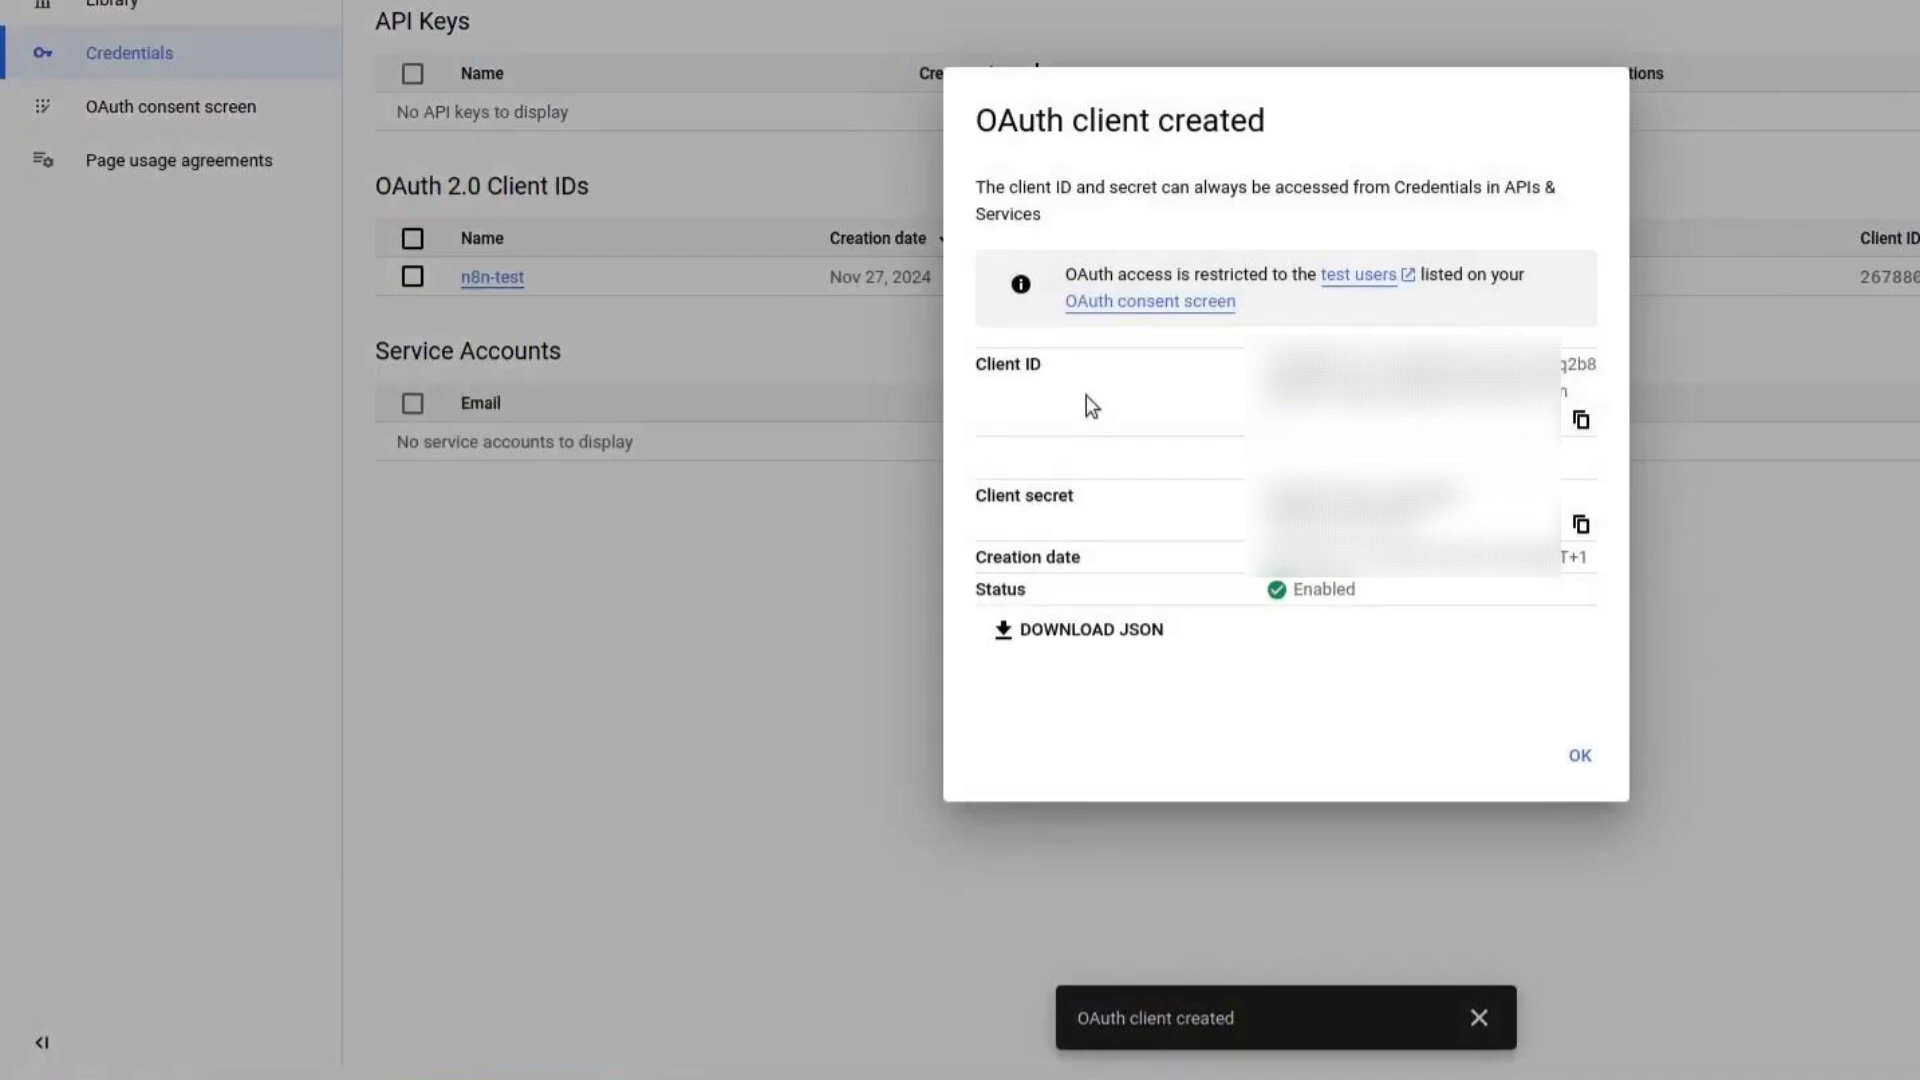 Library
Credentials
OAuth consent screen
Page usage agreements
API Keys
Name
No API keys to display
OAuth 2.0 Client IDs
Name Creation date Client ID
n8n-test Nov 27, 2024
Service Accounts
Email
No service accounts to display
OAuth client created
The client ID and secret can always be accessed from Credentials in APIs &
Services
OAuth access is restricted to the test users listed on your
OAuth consent screen
Client ID q2b8
n
Client secret
Creation date T+1
Status Enabled
DOWNLOAD JSON
OK
OAuth client created